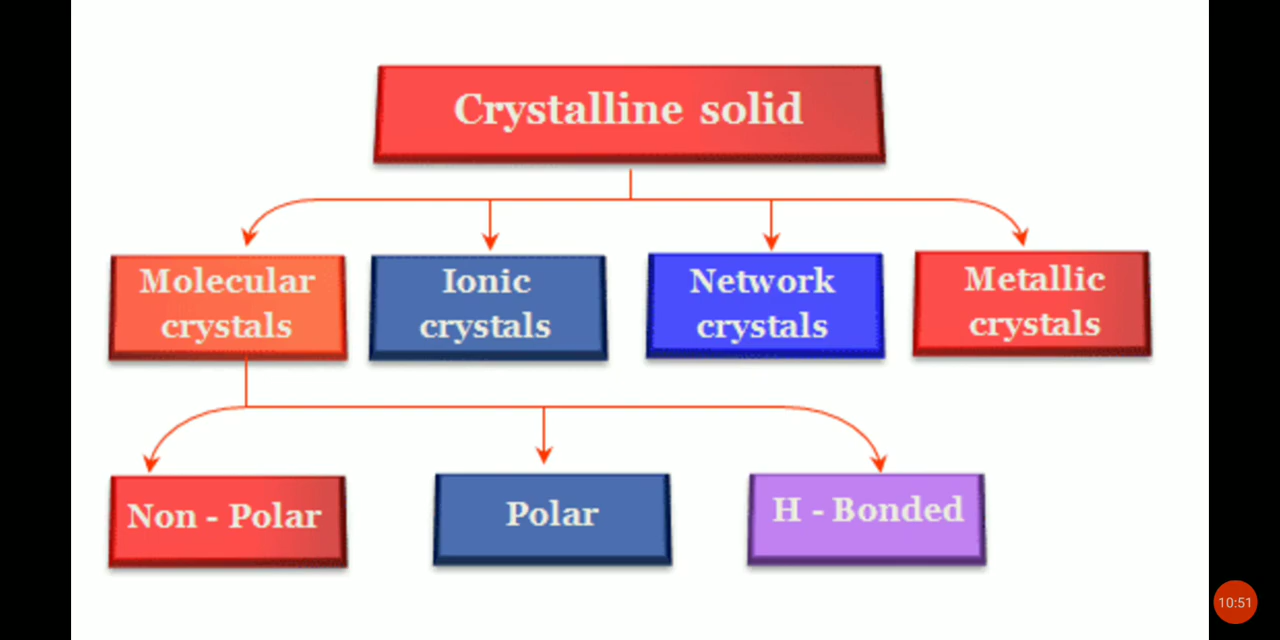 Crystalline solid
Molecular
crystals
Ionic
crystals
Network
crystals
Metallic
crystals
Non - Polar
Polar
H - Bonded
10:51